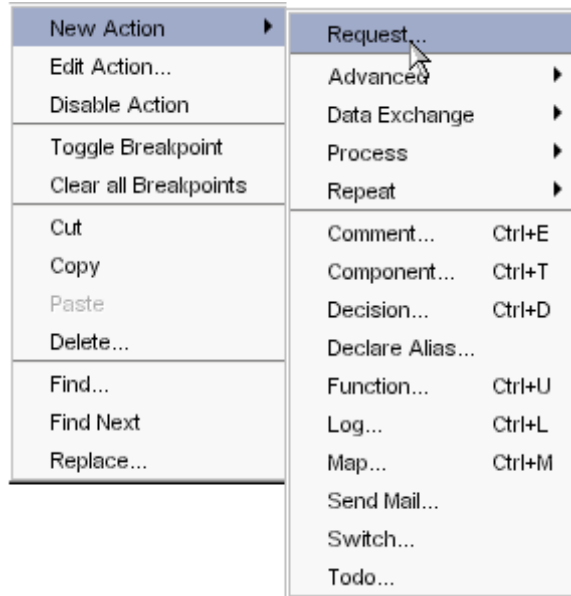 New Action
Edit Action...
Disable Action
Toggle Breakpoint
Clear all Breakpoints
Cut
Copy
Paste
Delete...
Find...
Find Next
Replace...
Request...
Advanced
Data Exchange
Process
Repeat
Comment... Ctrl+E
Component... Ctrl+T
Decision... Ctrl+D
Declare Alias...
Function... Ctrl+U
Log... Ctrl+L
Map... Ctrl+M
Send Mail...
Switch...
Todo...